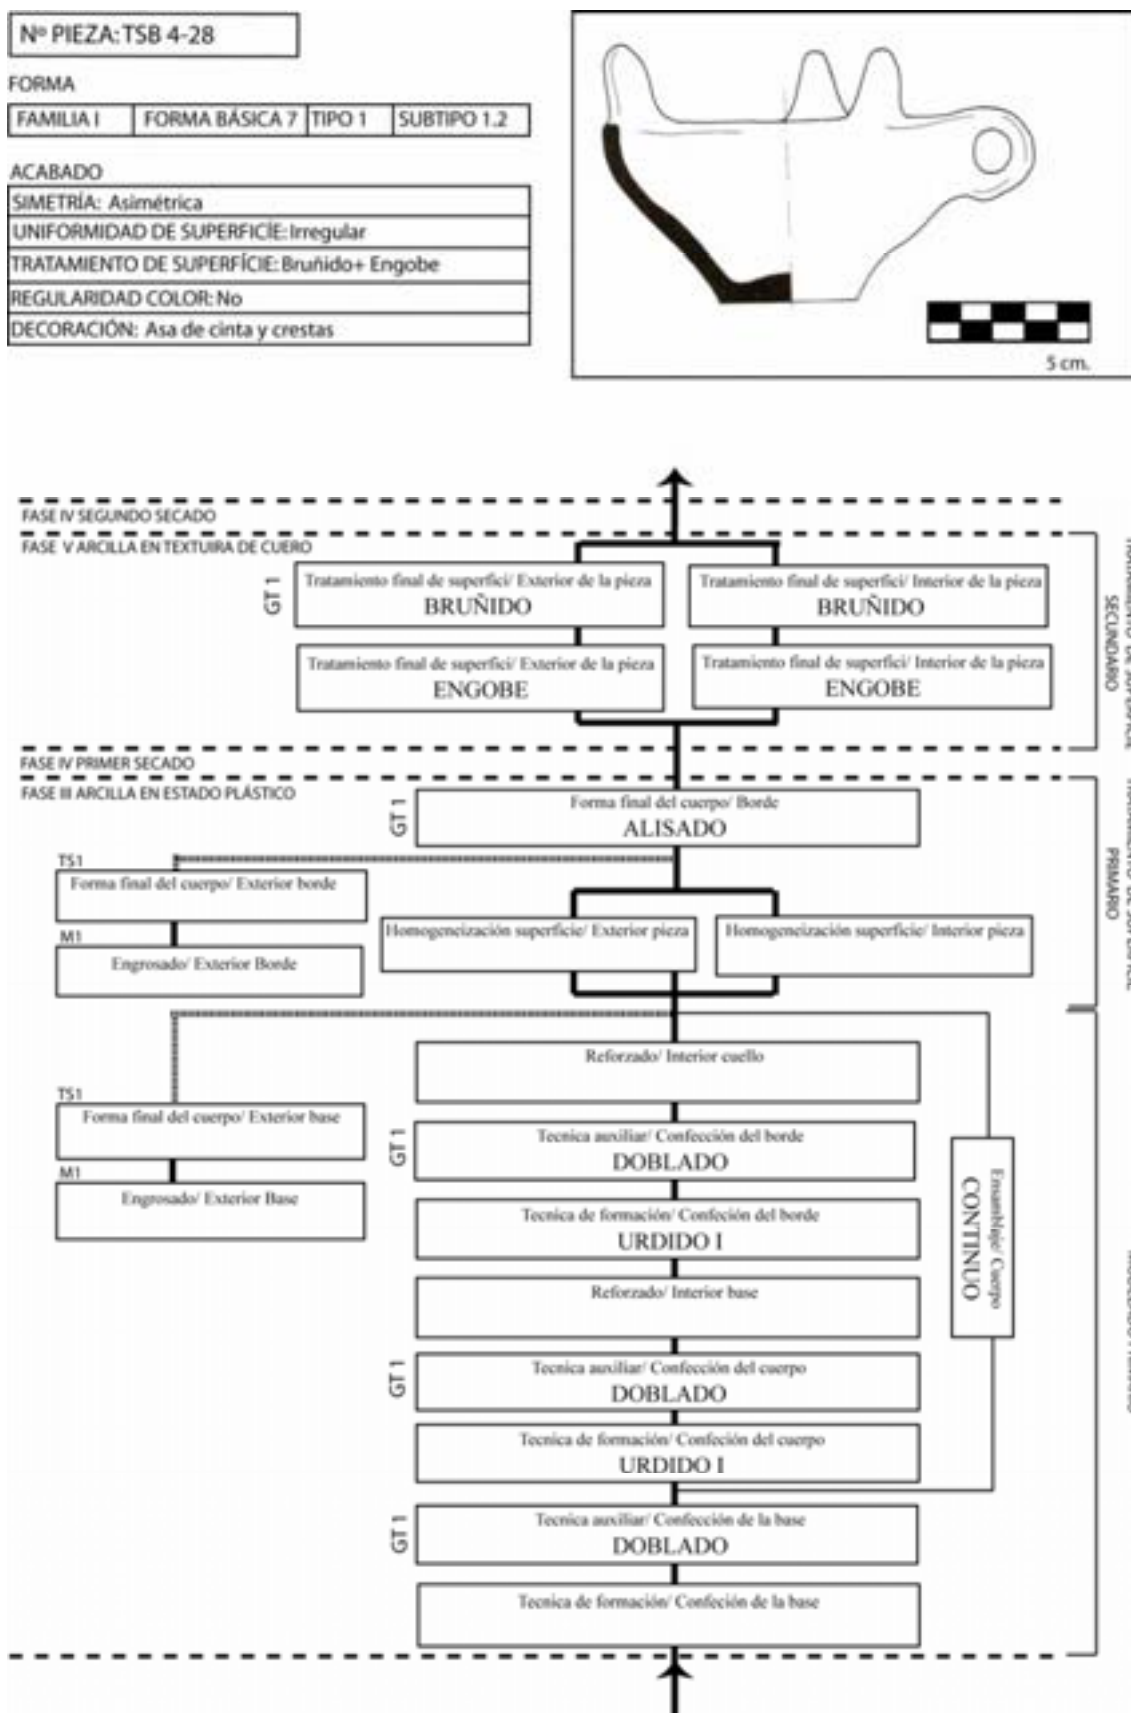 Nº PIEZA: TSB 4-28
FORMA
FAMILIA I
FORMA BÁSICA 7
TIPO 1
SUBTIPO 1.2
ACABADO
SIMETRÍA: Asimétrica
UNIFORMIDAD DE SUPERFICÍE: Irregular
TRATAMIENTO DE SUPERFÍCIE: Bruñido+ Engobe
REGULARIDAD COLOR: No
DECORACIÓN: Asa de cinta y crestas
5 cm.
FASE IV SEGUNDO SECADO
FASE V ARCILLA EN TEXTUIRA DE CUERO
GT 1
Tratamiento final de superfici/ Exterior de la pieza
BRUÑIDO
Tratamiento final de superfici/ Interior de la pieza
BRUÑIDO
Tratamiento final de superfici/ Exterior de la pieza
ENGOBE
Tratamiento final de superfici/ Interior de la pieza
ENGOBE
SECUNDARIO
FASE IV PRIMER SECADO
FASE III ARCILLA EN ESTADO PLÁSTICO
GT 1
Forma final del cuerpo/ Borde
ALISADO
TS1
Forma final del cuerpo/ Exterior borde
M1
Engrosado/ Exterior Borde
Homogeneización superficie/ Exterior pieza
Homogeneización superficie/ Interior pieza
PRIMARIO
Reforzado/ Interior cuello
TS1
Forma final del cuerpo/ Exterior base
M1
Engrosado/ Exterior Base
GT 1
Tecnica auxiliar/ Confección del borde
DOBLADO
Tecnica de formación/ Confeción del borde
URDIDO I
Reforzado/ Interior base
Ensamblaje/ Cuerpo
CONTINUO
GT 1
Tecnica auxiliar/ Confección del cuerpo
DOBLADO
Tecnica de formación/ Confeción del cuerpo
URDIDO I
GT 1
Tecnica auxiliar/ Confección de la base
DOBLADO
Tecnica de formación/ Confeción de la base